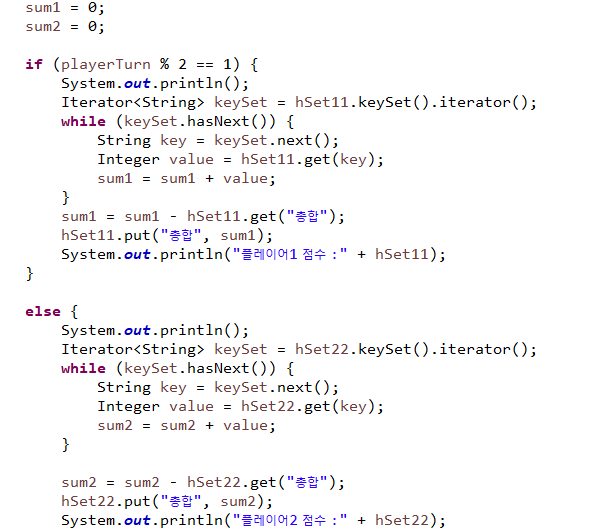 sum1 = 0;
sum2 = 0;
if (playerTurn % 2 == 1) {
System.out.println();
Iterator<String> keySet = hSet11.keySet().iterator();
while (keySet.hasNext()) {
String key = keySet.next();
Integer value = hSet11.get(key);
sum1 = sum1 + value;
}
sum1 = sum1 - hSet11.get("총합");
hSet11.put("총합", sum1);
System.out.println("플레이어1 점수 :" + hSet11);
}
else {
System.out.println();
Iterator<String> keySet = hSet22.keySet().iterator();
while (keySet.hasNext()) {
String key = keySet.next();
Integer value = hSet22.get(key);
sum2 = sum2 + value;
}
sum2 = sum2 - hSet22.get("총합");
hSet22.put("총합", sum2);
System.out.println("플레이어2 점수 :" + hSet22);